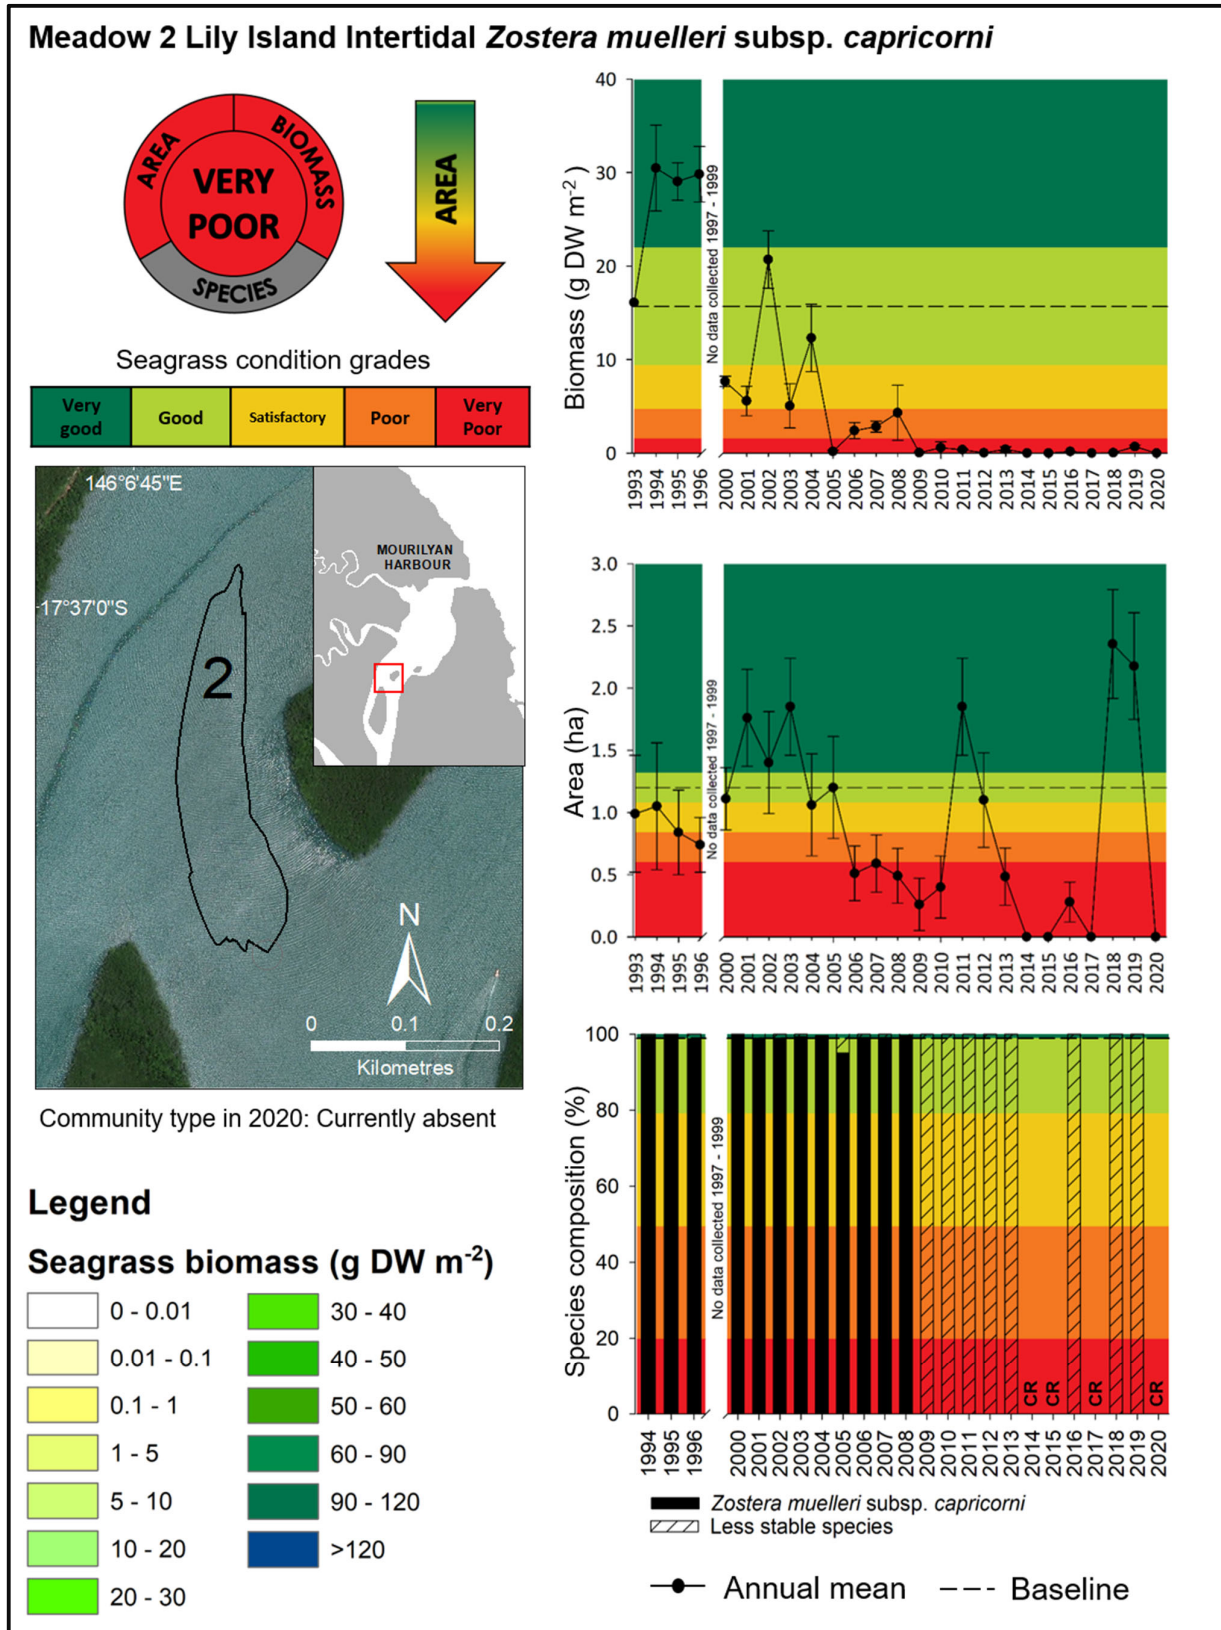 Meadow 2 Lily Island Intertidal Zostera muelleri subsp. capricorni
AREA
BIOMASS
VERY
POOR
SPECIES
AREA
Seagrass condition grades
Very
good
Good
Satisfactory
Poor
Very
Poor
146°6'45"E
17°37'0"S
2
MOURILYAN
HARBOUR
N
0 0.1 0.2
Kilometres
Community type in 2020: Currently absent
Legend
Seagrass biomass (g DW m-2)
0 - 0.01
0.01 - 0.1
0.1 - 1
1 - 5
5 - 10
10 - 20
20 - 30
30 - 40
40 - 50
50 - 60
60 - 90
90 - 120
>120
Biomass (g DW m-2)
40
30
20
10
0
No data collected 1997 - 1999
1993 1994 1995 1996 2000 2001 2002 2003 2004 2005 2006 2007 2008 2009 2010 2011 2012 2013 2014 2015 2016 2017 2018 2019 2020
Area (ha)
3.0
2.5
2.0
1.5
1.0
0.5
0.0
No data collected 1997 - 1999
1993 1994 1995 1996 2000 2001 2002 2003 2004 2005 2006 2007 2008 2009 2010 2011 2012 2013 2014 2015 2016 2017 2018 2019 2020
Species composition (%)
100
80
60
40
20
0
No data collected 1997 - 1999
CR CR CR CR
1994 1995 1996 2000 2001 2002 2003 2004 2005 2006 2007 2008 2009 2010 2011 2012 2013 2014 2015 2016 2017 2018 2019 2020
Zostera muelleri subsp. capricorni
Less stable species
Annual mean Baseline